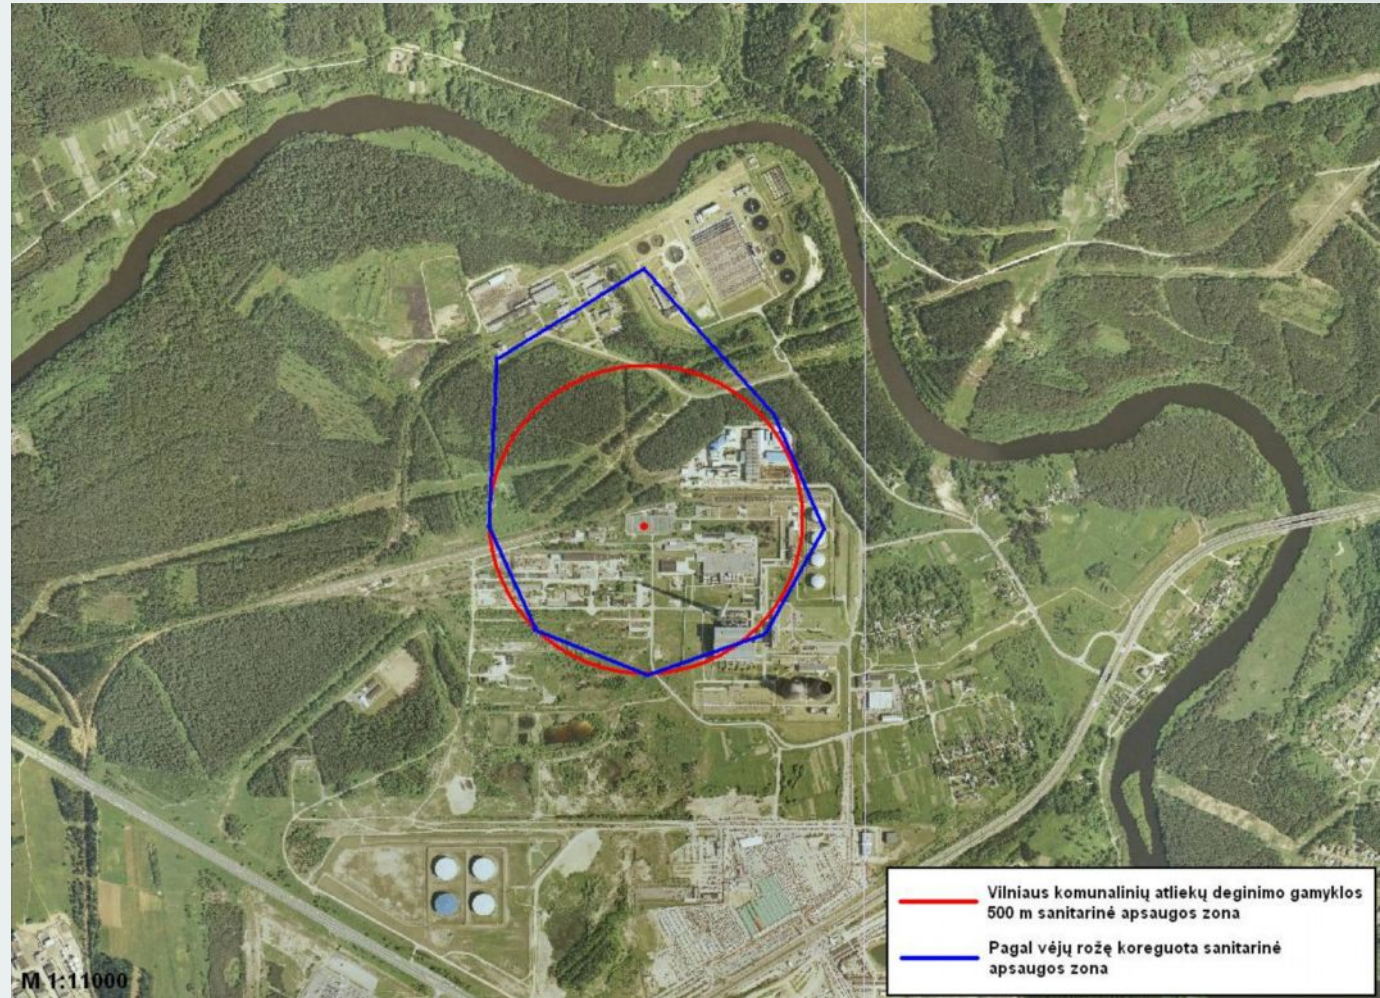 Vilniaus komunalinių atliekų deginimo gamyklos
500 m sanitarinė apsaugos zona
Pagal vėjų rožę koreguota sanitarinė
apsaugos zona
M 1:11000